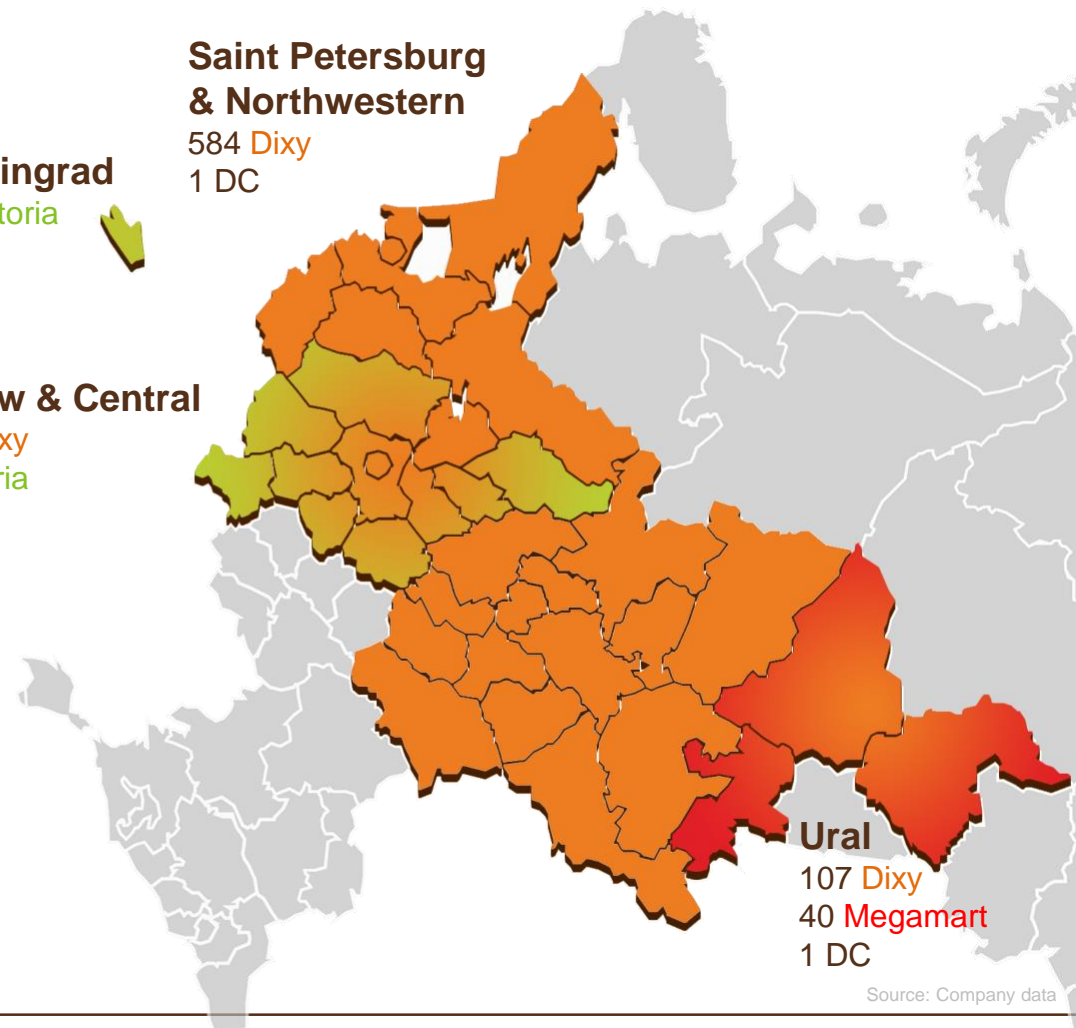 Saint Petersburg
& Northwestern
584 Dixy
1 DC
ingrad
toria
w & Central
xy
ria
Ural
107 Dixy
40 Megamart
1 DC
Source: Company data